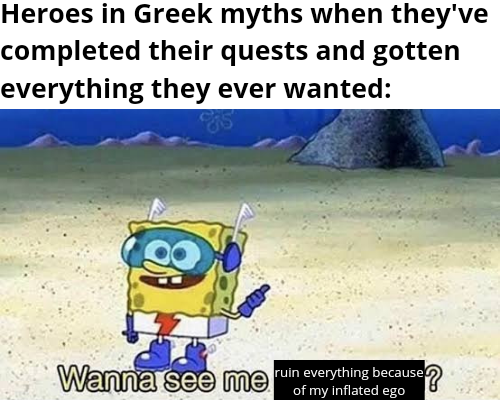 Heroes in Greek myths when they've
completed their quests and gotten
everything they ever wanted:
Wanna see me ruin everything because
of my inflated ego ?